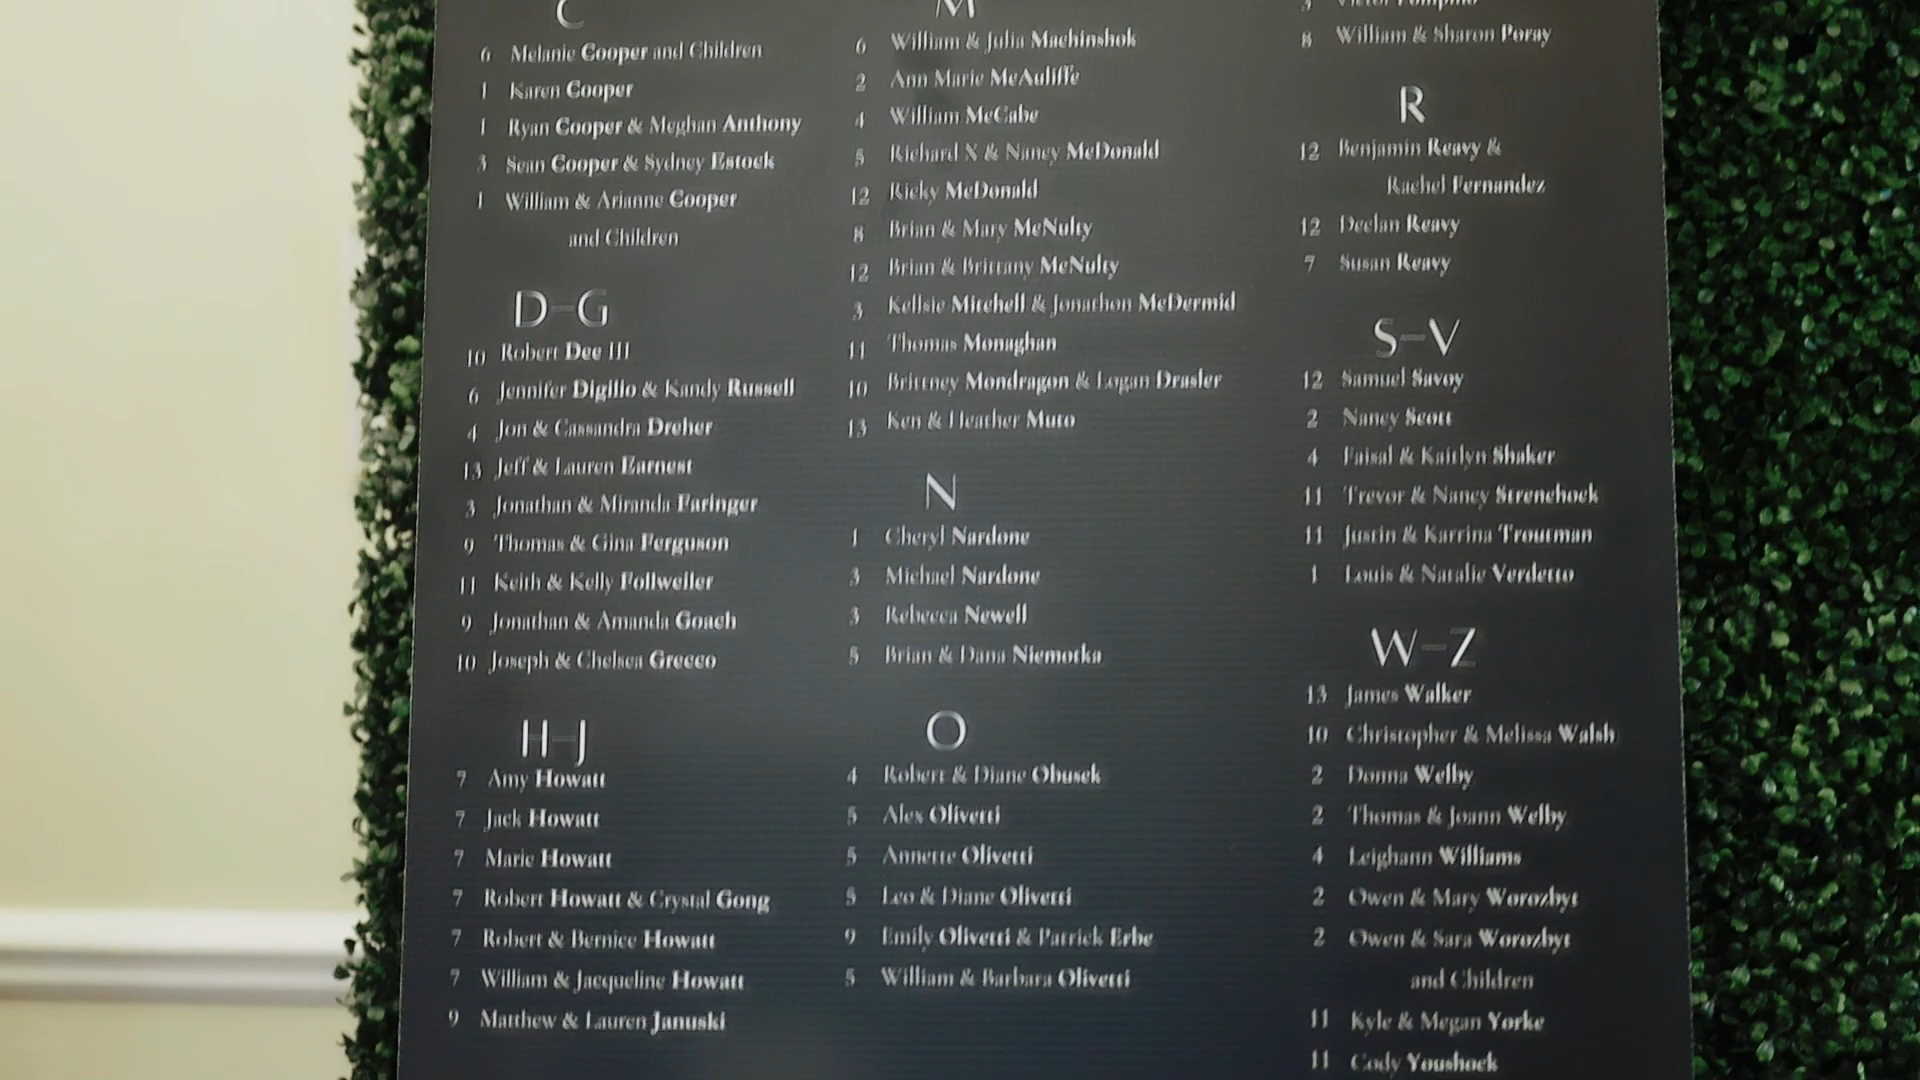 C
6 Melanie Cooper and Children
1 Karen Cooper
1 Ryan Cooper & Meghan Anthony
3 Sean Cooper & Sydney Estock
1 William & Arianne Cooper
and Children
D-G
10 Robert Dee III
6 Jennifer Digillo & Kandy Russell
4 Jon & Cassandra Dreher
13 Jeff & Lauren Earnest
3 Jonathan & Miranda Faringer
9 Thomas & Gina Ferguson
11 Keith & Kelly Follweiler
9 Jonathan & Amanda Goach
10 Joseph & Chelsea Grecco
H-J
7 Amy Howatt
7 Jack Howatt
7 Marie Howatt
7 Robert Howatt & Crystal Gong
7 Robert & Bernice Howatt
7 William & Jacqueline Howatt
9 Matthew & Lauren Januski
M
6 William & Julia Machinshok
2 Ann Marie McAuliffe
4 William McCabe
5 Richard X & Nancy McDonald
12 Ricky McDonald
8 Brian & Mary McNulty
12 Brian & Brittany McNulty
3 Kellsie Mitchell & Jonathon McDermid
11 Thomas Monaghan
10 Brittney Mondragon & Logan Drasler
13 Ken & Heather Muto
N
1 Cheryl Nardone
3 Michael Nardone
3 Rebecca Newell
5 Brian & Dana Niemotka
O
4 Robert & Diane Obusek
5 Alex Olivetti
5 Annette Olivetti
5 Leo & Diane Olivetti
9 Emily Olivetti & Patrick Erbe
5 William & Barbara Olivetti
3 Victor
8 William & Sharon Poray
R
12 Benjamin Reavy &
Rachel Fernandez
12 Declan Reavy
7 Susan Reavy
S-V
12 Samuel Savoy
2 Nancy Scott
4 Faisal & Kaitlyn Shaker
11 Trevor & Nancy Strenchock
11 Justin & Karrina Troutman
1 Louis & Natalie Verdetto
W-Z
13 James Walker
10 Christopher & Melissa Walsh
2 Donna Welby
2 Thomas & Joann Welby
4 Leighann Williams
2 Owen & Mary Worozbyt
2 Owen & Sara Worozbyt
and Children
11 Kyle & Megan Yorke
11 Cody Youshock